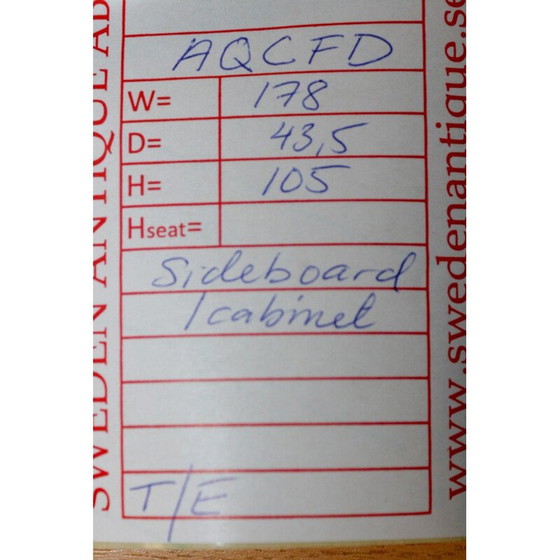 AQCFD
W= 178
D= 43,5
H= 105
Hseat=
Sideboard
/cabinet
T/E
SWEDEN ANTIQUE AB
www.swedenantique.se